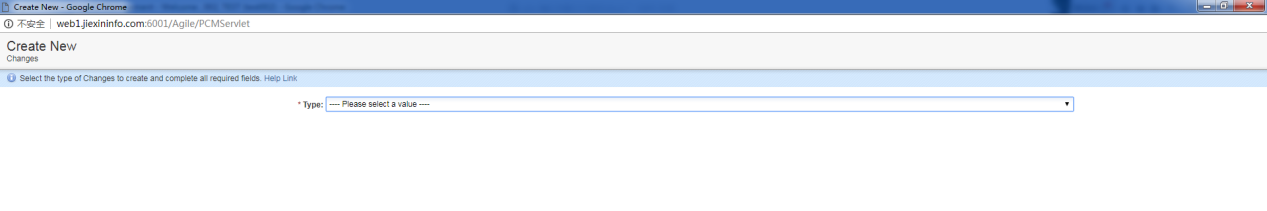 Create New - Google Chrome
不安全 web1.jiexininfo.com:6001/Agile/PCMServlet
Create New
Changes
Select the type of Changes to create and complete all required fields. Help Link
* Type: ---- Please select a value ----